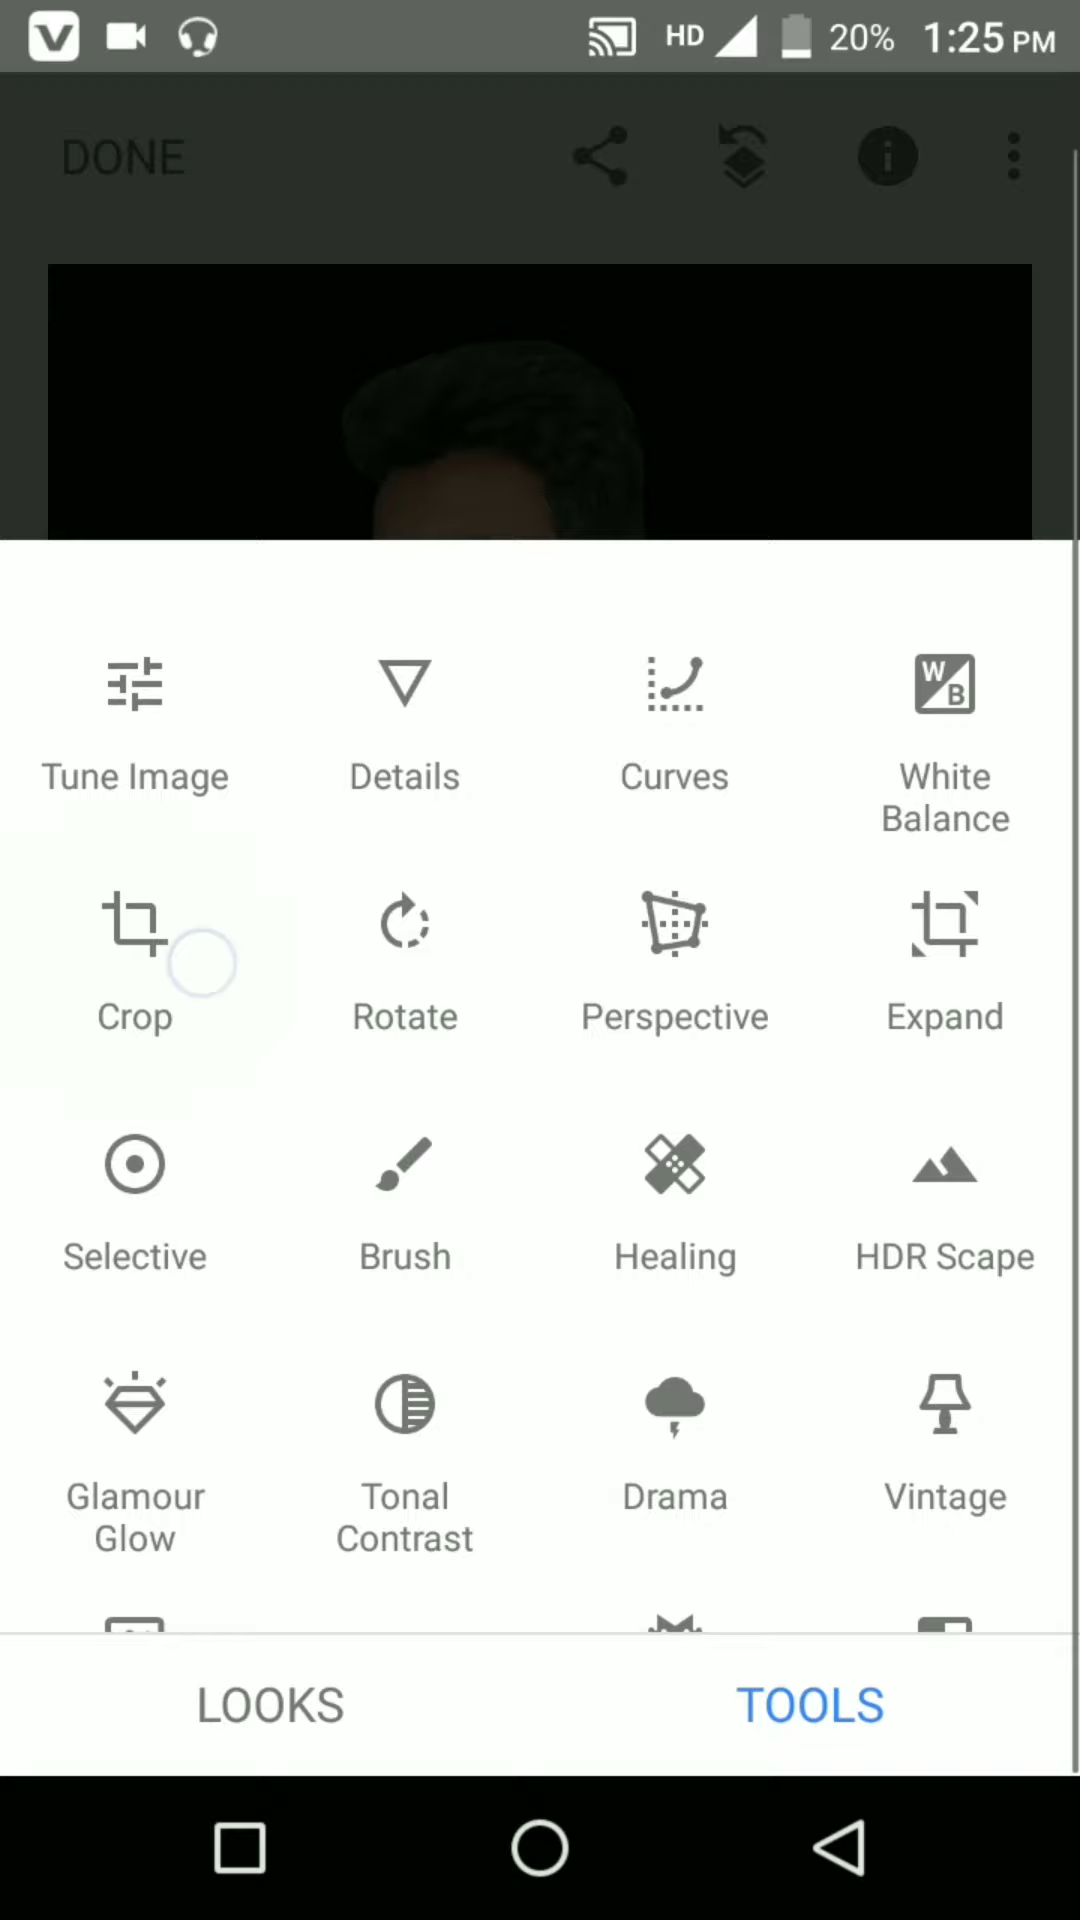 HD 20% 1:25 PM
DONE
Tune Image Details Curves White Balance
Crop Rotate Perspective Expand
Selective Brush Healing HDR Scape
Glamour Glow Tonal Contrast Drama Vintage
LOOKS TOOLS